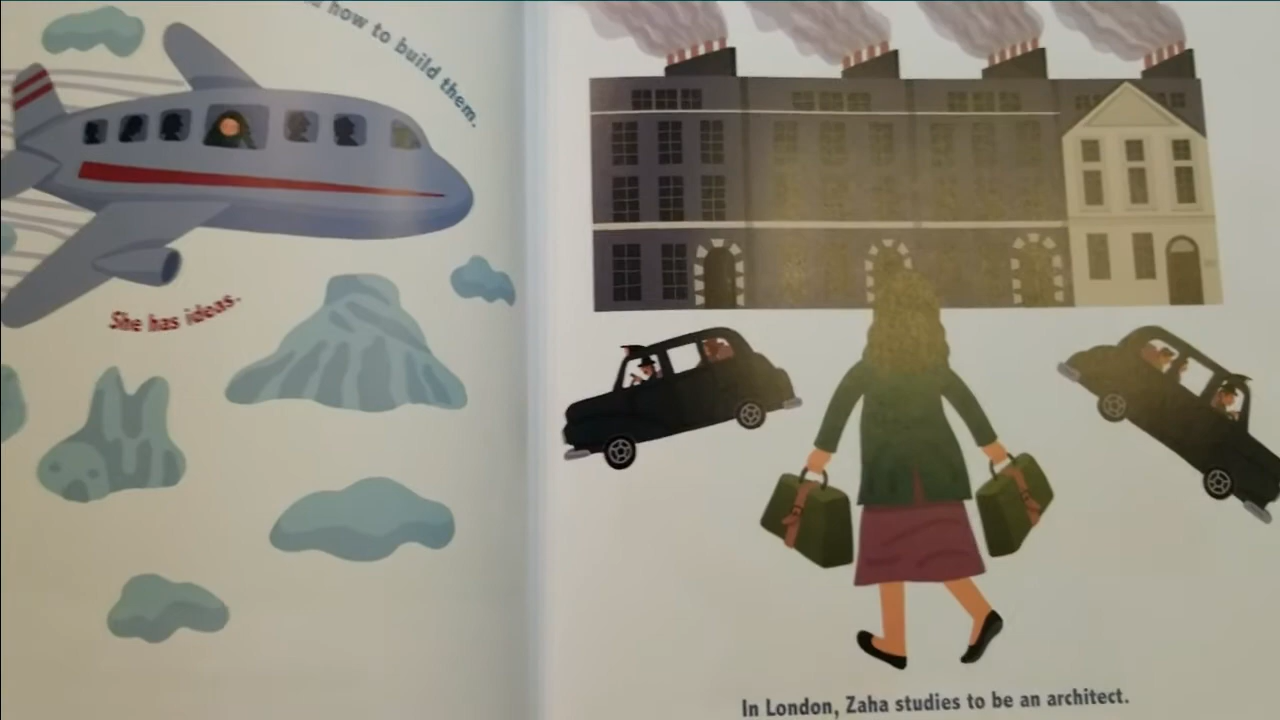 how to build them.
She has ideas.
In London, Zaha studies to be an architect.